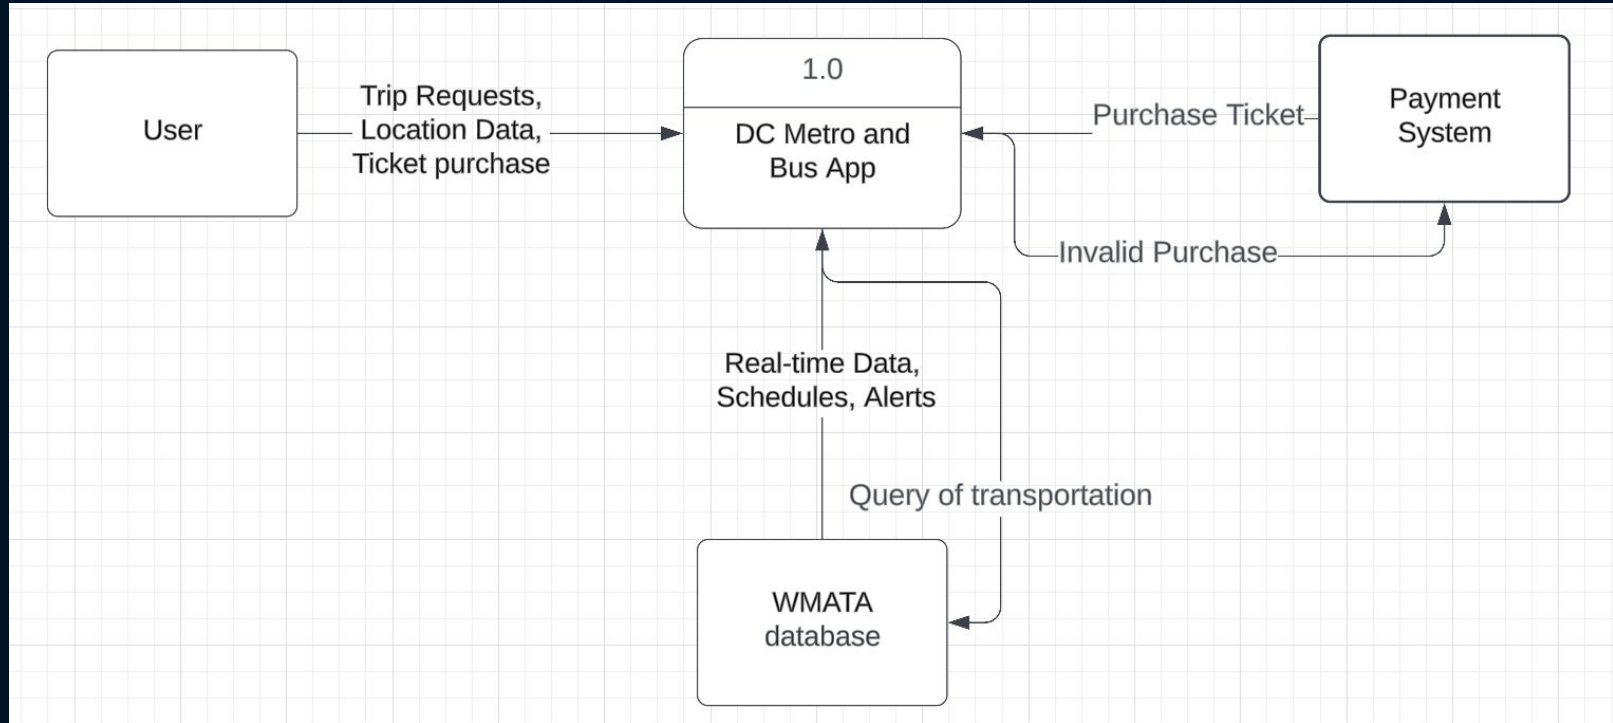 User
Trip Requests,
Location Data,
Ticket purchase
1.0
DC Metro and
Bus App
Purchase Ticket
Payment
System
Invalid Purchase
Real-time Data,
Schedules, Alerts
Query of transportation
WMATA
database